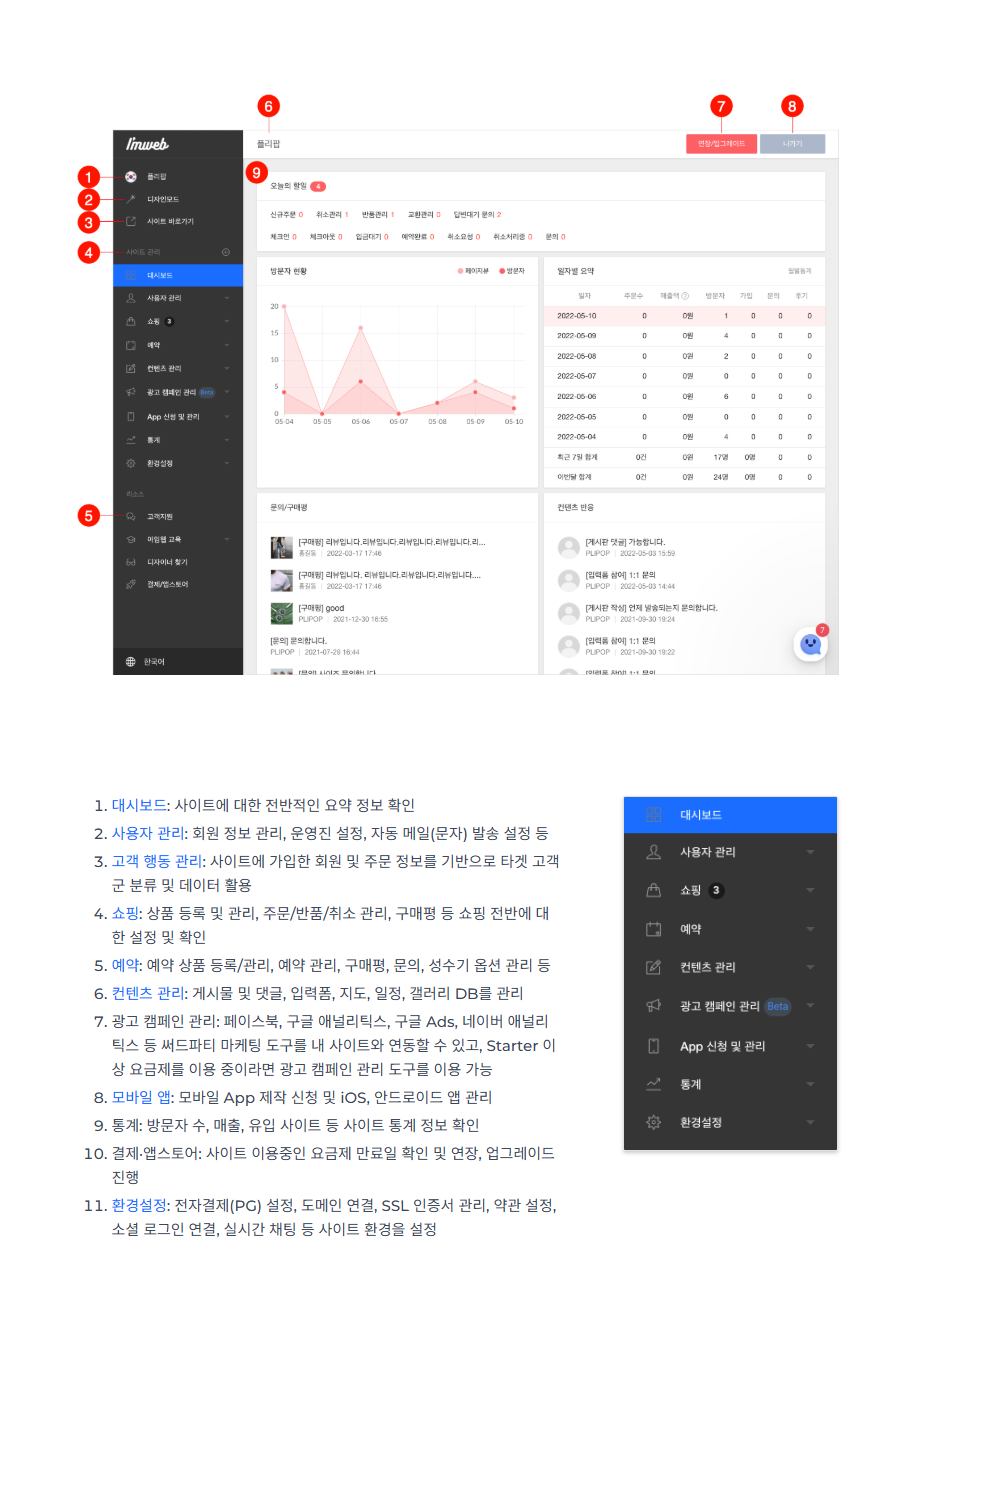 6
7
8
I'mweb
플리팝
연장/업그레이드
나가기
1
플리팝
2
디자인모드
3
사이트 바로가기
4
사이트 관리
대시보드
사용자 관리
쇼핑 3
예약
컨텐츠 관리
광고 캠페인 관리 Beta
App 신청 및 관리
통계
환경설정
리소스
5
고객지원
아임웹 교육
디자이너 찾기
결제/앱스토어
한국어
9
오늘의 할일 4
신규주문 0 취소관리 1 반품관리 1 교환관리 0 답변대기 문의 2
체크인 0 체크아웃 0 입금대기 0 예약완료 0 취소요청 0 취소처리중 0 문의 0
방문자 현황
페이지뷰 방문자
20
15
10
5
0
05-04 05-05 05-06 05-07 05-08 05-09 05-10
일자별 요약
월별통계
일자 주문수 매출액 ? 방문자 가입 문의 후기
2022-05-10 0 0원 1 0 0 0
2022-05-09 0 0원 4 0 0 0
2022-05-08 0 0원 2 0 0 0
2022-05-07 0 0원 0 0 0 0
2022-05-06 0 0원 6 0 0 0
2022-05-05 0 0원 0 0 0 0
2022-05-04 0 0원 4 0 0 0
최근 7일 합계 0건 0원 17명 0명 0 0
이번달 합계 0건 0원 24명 0명 0 0
문의/구매평
[구매평] 리뷰입니다.리뷰입니다.리뷰입니다.리뷰입니다.리...
홍길동 | 2022-03-17 17:46
[구매평] 리뷰입니다. 리뷰입니다.리뷰입니다.리뷰입니다....
홍길동 | 2022-03-17 17:46
[구매평] good
PLIPOP | 2021-12-30 16:55
[문의] 문의합니다.
PLIPOP | 2021-07-29 16:44
[문의] 사이즈 문의합니다
컨텐츠 반응
[게시판 댓글] 가능합니다.
PLIPOP | 2022-05-03 15:59
[입력폼 참여] 1:1 문의
PLIPOP | 2022-05-03 14:44
[게시판 작성] 언제 발송되는지 문의합니다.
PLIPOP | 2021-09-30 19:24
[입력폼 참여] 1:1 문의
PLIPOP | 2021-09-30 19:22
[입력폼 참여] 1:1 문의
7
1. 대시보드: 사이트에 대한 전반적인 요약 정보 확인
2. 사용자 관리: 회원 정보 관리, 운영진 설정, 자동 메일(문자) 발송 설정 등
3. 고객 행동 관리: 사이트에 가입한 회원 및 주문 정보를 기반으로 타겟 고객
군 분류 및 데이터 활용
4. 쇼핑: 상품 등록 및 관리, 주문/반품/취소 관리, 구매평 등 쇼핑 전반에 대
한 설정 및 확인
5. 예약: 예약 상품 등록/관리, 예약 관리, 구매평, 문의, 성수기 옵션 관리 등
6. 컨텐츠 관리: 게시물 및 댓글, 입력폼, 지도, 일정, 갤러리 DB를 관리
7. 광고 캠페인 관리: 페이스북, 구글 애널리틱스, 구글 Ads, 네이버 애널리
틱스 등 써드파티 마케팅 도구를 내 사이트와 연동할 수 있고, Starter 이
상 요금제를 이용 중이라면 광고 캠페인 관리 도구를 이용 가능
8. 모바일 앱: 모바일 App 제작 신청 및 iOS, 안드로이드 앱 관리
9. 통계: 방문자 수, 매출, 유입 사이트 등 사이트 통계 정보 확인
10. 결제·앱스토어: 사이트 이용중인 요금제 만료일 확인 및 연장, 업그레이드
진행
11. 환경설정: 전자결제(PG) 설정, 도메인 연결, SSL 인증서 관리, 약관 설정,
소셜 로그인 연결, 실시간 채팅 등 사이트 환경을 설정
대시보드
사용자 관리
쇼핑 3
예약
컨텐츠 관리
광고 캠페인 관리 Beta
App 신청 및 관리
통계
환경설정